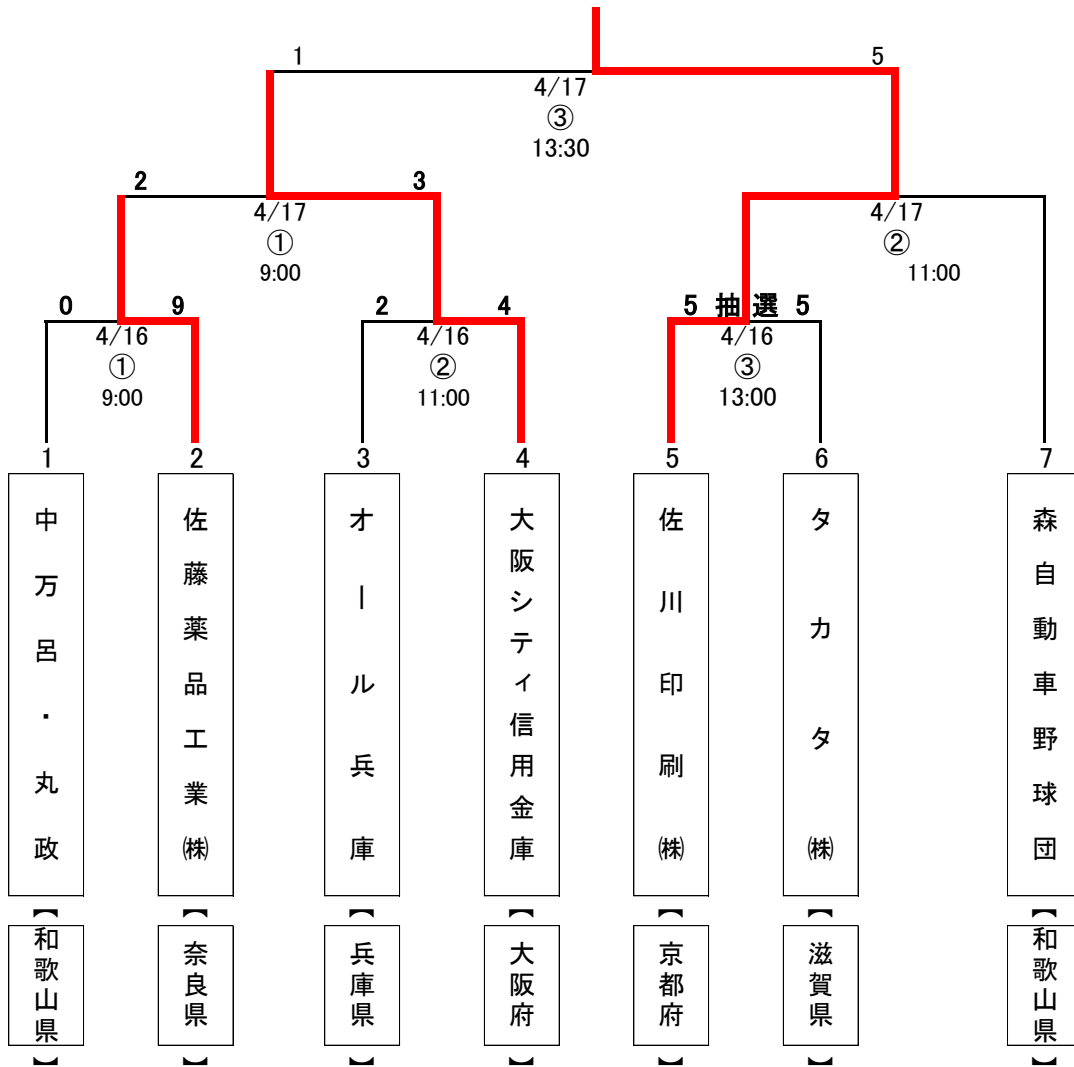 1 5
4/17
③
13:30
2 3
4/17 4/17
① ②
9:00 11:00
0 9 2 4 5 抽選 5
4/16 4/16 4/16
① ② ③
9:00 11:00 13:00
1 2 3 4 5 6 7
中万呂・丸政
佐藤薬品工業㈱
オール兵庫
大阪シティ信用金庫
佐川印刷㈱
タカタ㈱
森自動車野球団
【和歌山県】
【奈良県】
【兵庫県】
【大阪府】
【京都府】
【滋賀県】
【和歌山県】